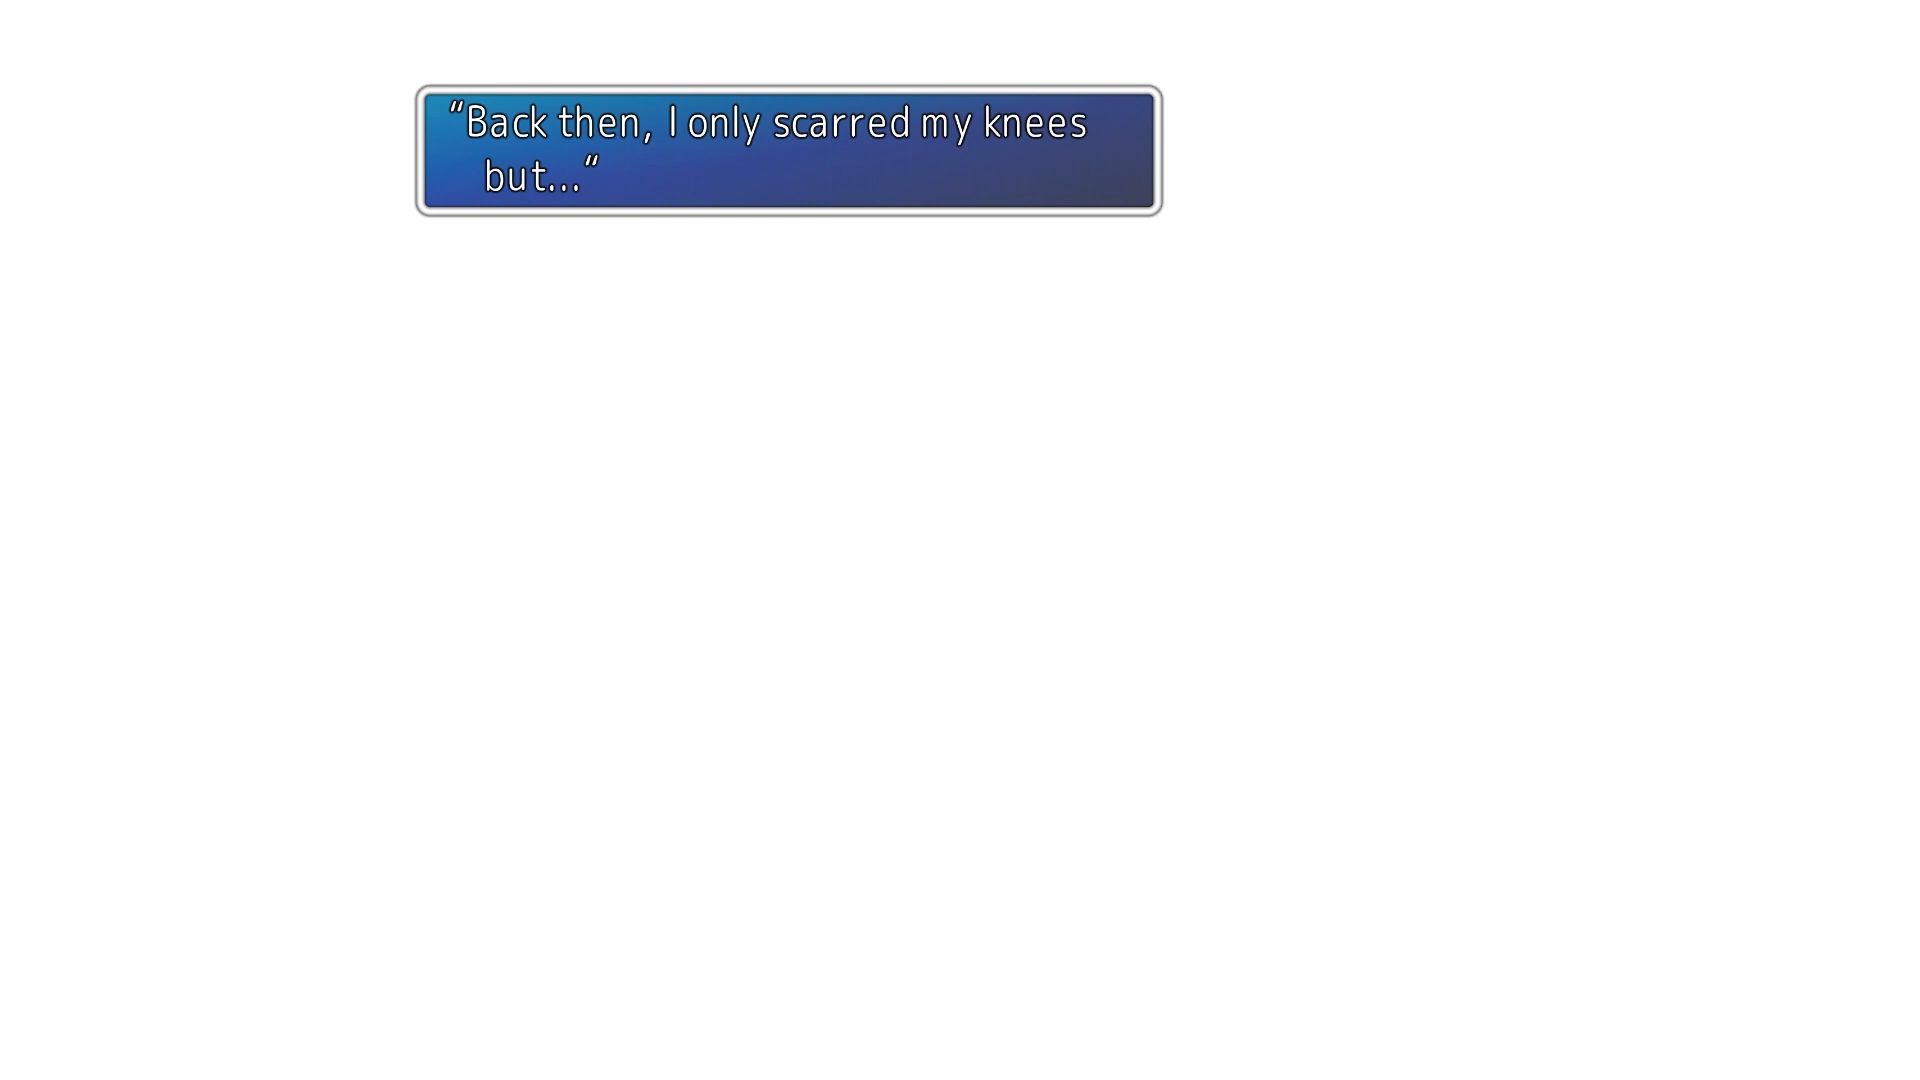 “Back then, I only scarred my knees
but...“